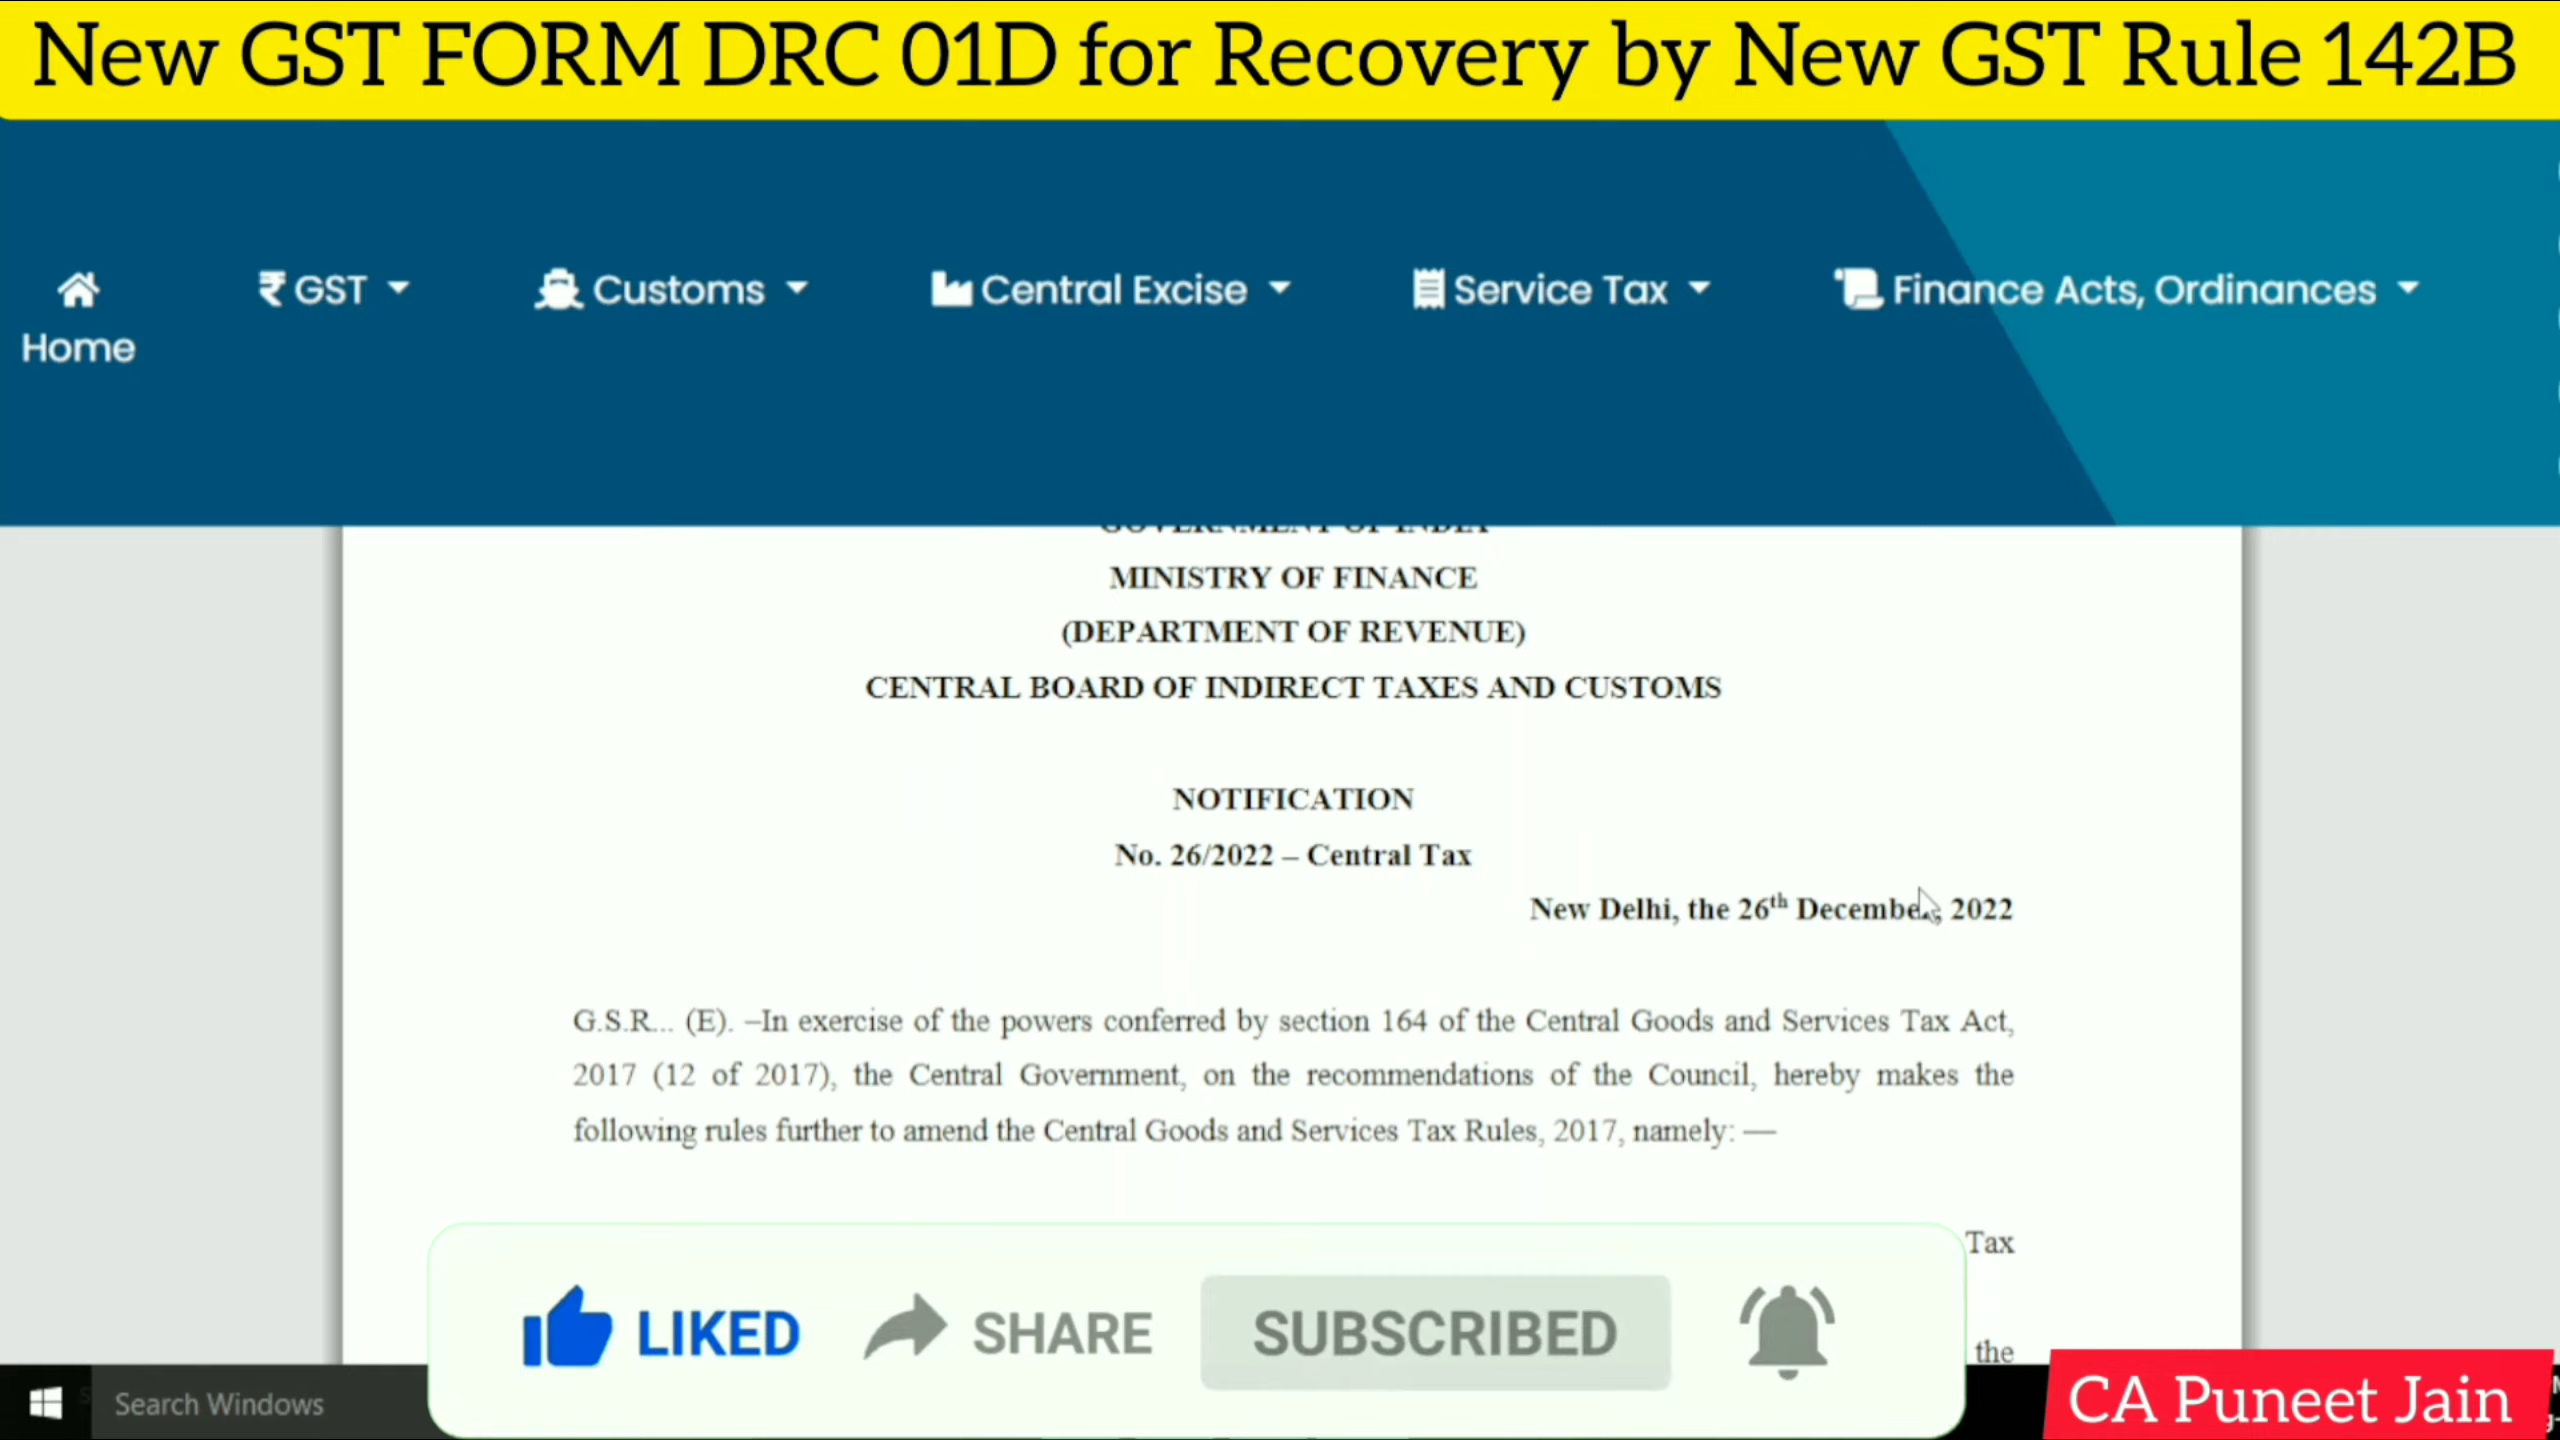 New GST FORM DRC 01D for Recovery by New GST Rule 142B
GST
Customs
Central Excise
Service Tax
Finance Acts, Ordinances
Home
GOVERNMENT OF INDIA
MINISTRY OF FINANCE
(DEPARTMENT OF REVENUE)
CENTRAL BOARD OF INDIRECT TAXES AND CUSTOMS
NOTIFICATION
No. 26/2022 – Central Tax
New Delhi, the 26th December, 2022
G.S.R... (E). –In exercise of the powers conferred by section 164 of the Central Goods and Services Tax Act,
2017 (12 of 2017), the Central Government, on the recommendations of the Council, hereby makes the
following rules further to amend the Central Goods and Services Tax Rules, 2017, namely: —
Tax
LIKED SHARE SUBSCRIBED
the
Search Windows
CA Puneet Jain